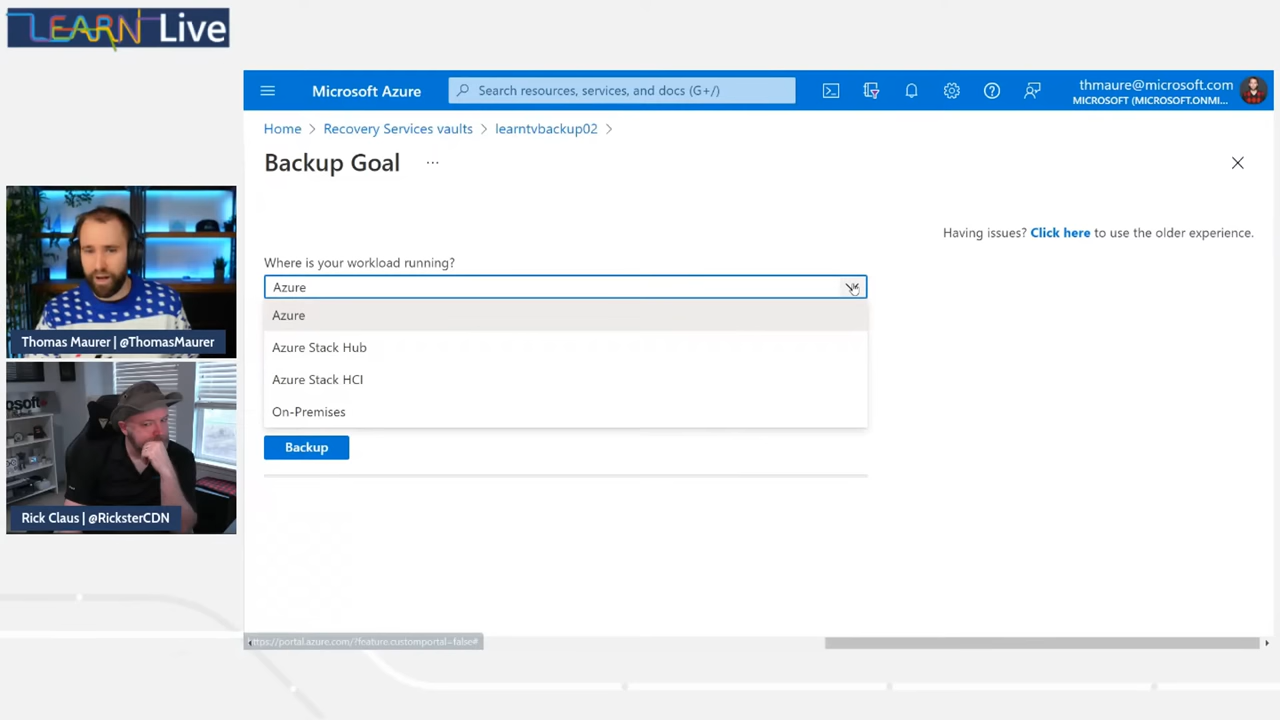 LEARN Live
Microsoft Azure
Search resources, services, and docs (G+/)
thmaure@microsoft.com
MICROSOFT (MICROSOFT.ONMI...
Home > Recovery Services vaults > learntvbackup02 >
Backup Goal ...
Having issues? Click here to use the older experience.
Where is your workload running?
Azure
Azure
Azure Stack Hub
Azure Stack HCI
On-Premises
Backup
Thomas Maurer | @ThomasMaurer
Rick Claus | @RicksterCDN
https://portal.azure.com/?feature.customportal=false#